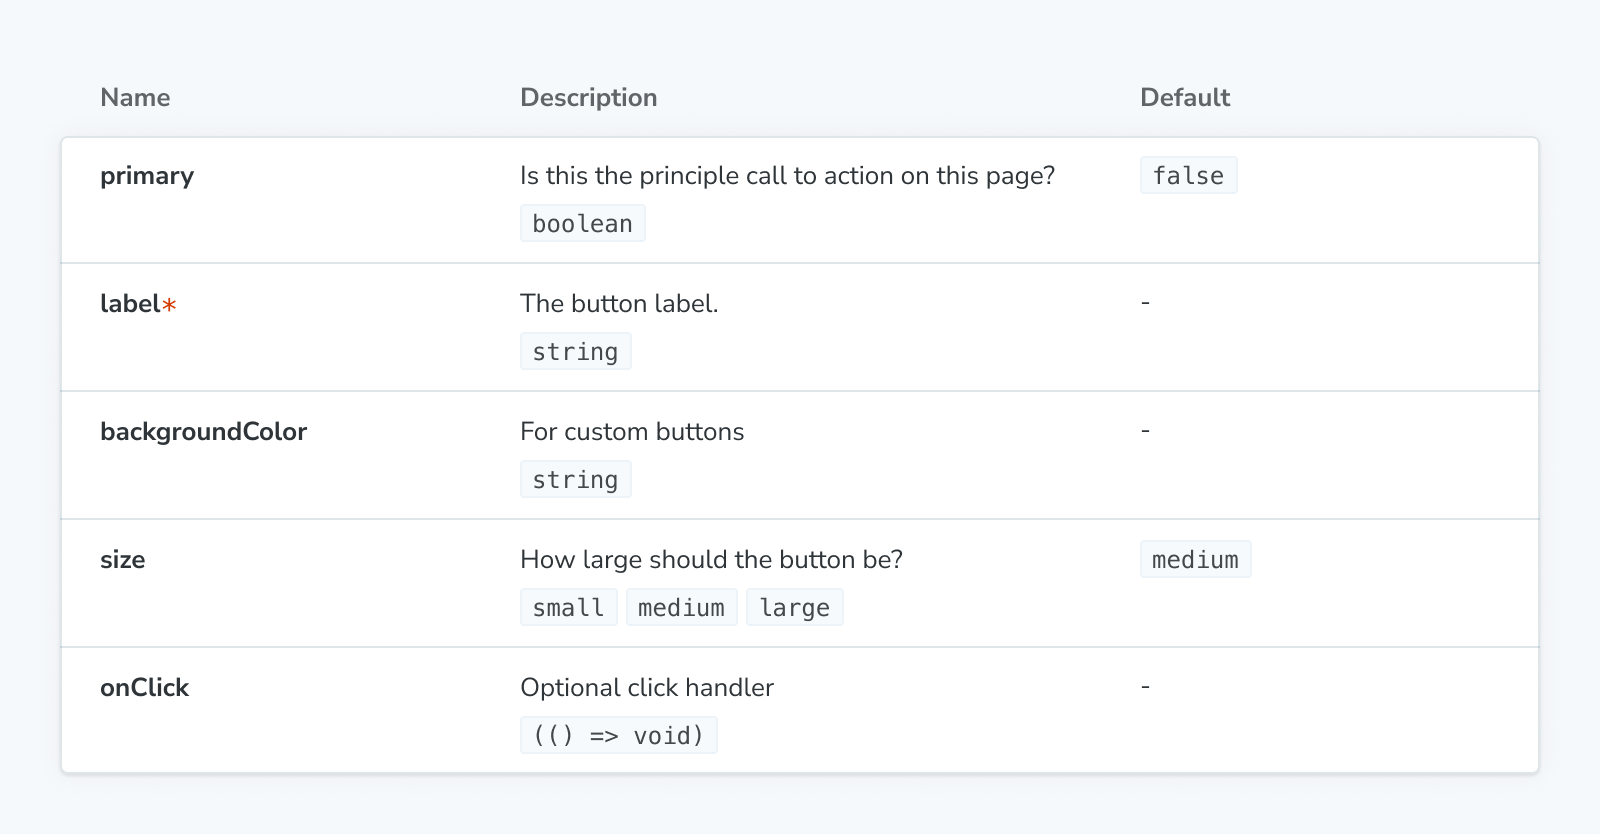 Name Description Default
primary Is this the principle call to action on this page? false
boolean
label* The button label. -
string
backgroundColor For custom buttons -
string
size How large should the button be? medium
small medium large
onClick Optional click handler -
(() => void)